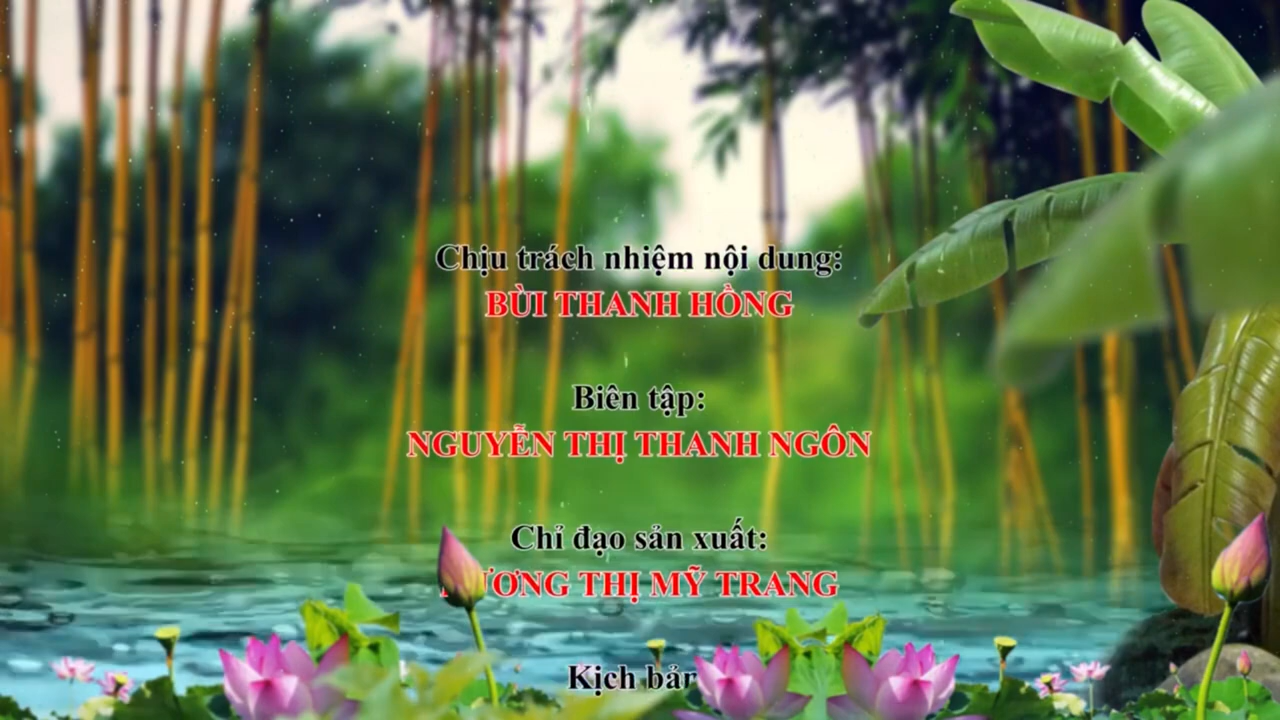 Chịu trách nhiệm nội dung:
BÙI THANH HỒNG
Biên tập:
NGUYỄN THỊ THANH NGÔN
Chỉ đạo sản xuất:
THỊ MỸ TRANG
Kịch